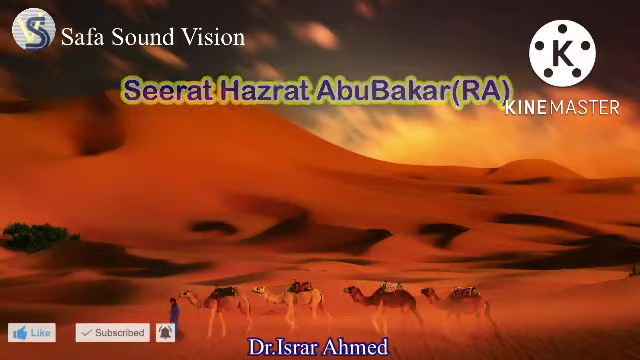 Safa Sound Vision
K
KINEMASTER
Seerat Hazrat AbuBakar(RA)
Like
Subscribed
Dr.Israr Ahmed